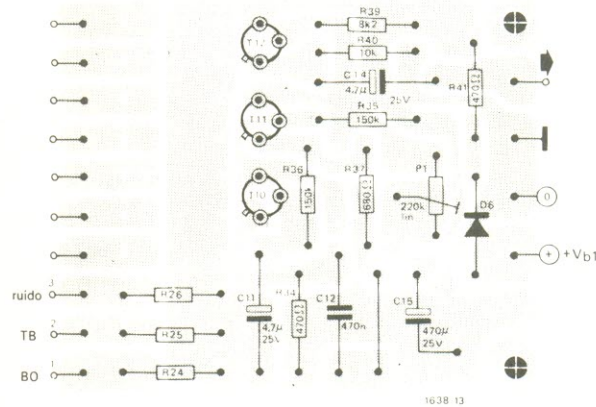 R39
8k2
R40
10k
T12
C14
4,7µ
25V
R41
470Ω
R35
150k
T11
R36
150k
R37
680Ω
P1
220k
lin
D6
T10
0
+ +Vb1
3
ruido
R26
C11
4,7µ
25V
R34
470Ω
C12
470n
C15
470µ
25V
2
TB
R25
1
BO
R24
1638 13